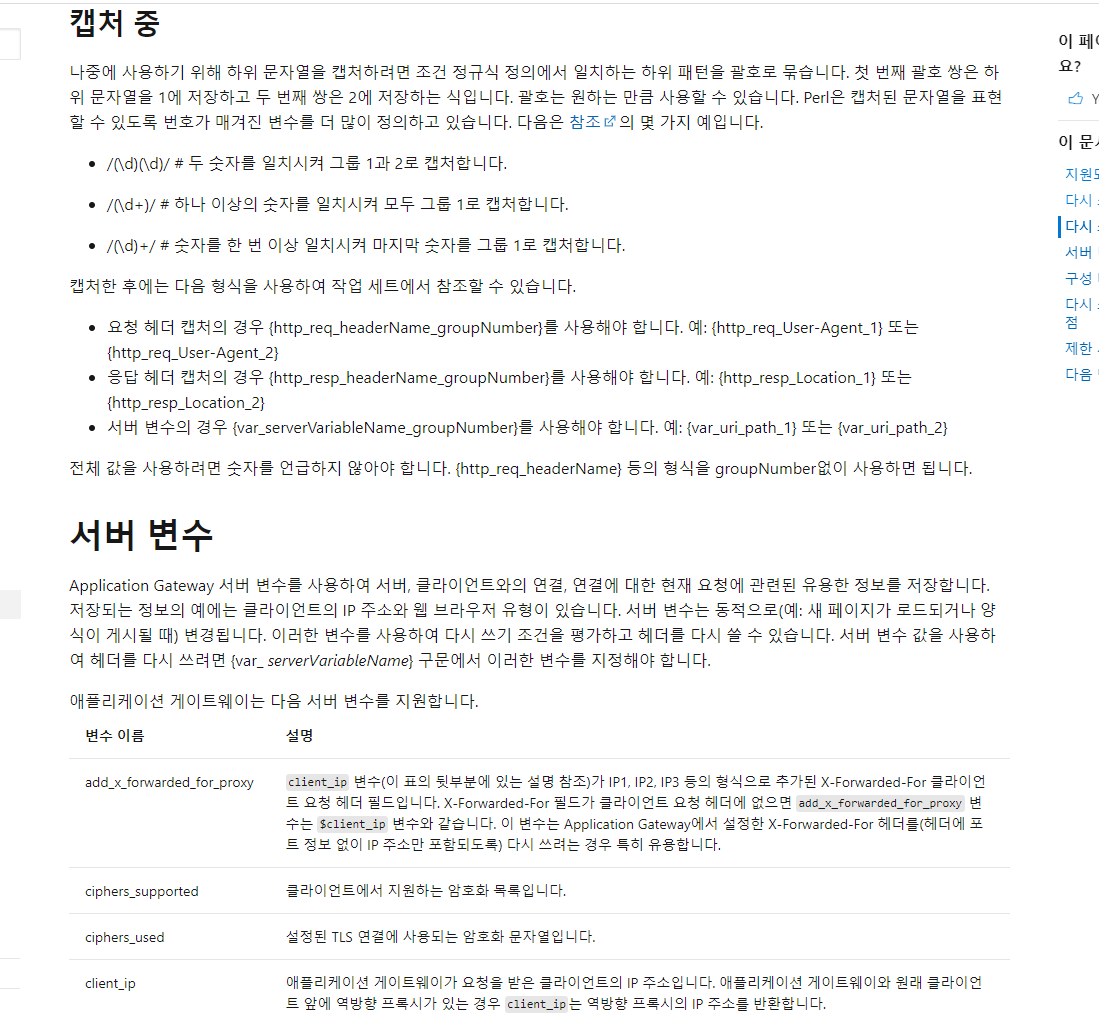 캡처 중
나중에 사용하기 위해 하위 문자열을 캡처하려면 조건 정규식 정의에서 일치하는 하위 패턴을 괄호로 묶습니다. 첫 번째 괄호 쌍은 하
위 문자열을 1에 저장하고 두 번째 쌍은 2에 저장하는 식입니다. 괄호는 원하는 만큼 사용할 수 있습니다. Perl은 캡처된 문자열을 표현
할 수 있도록 번호가 매겨진 변수를 더 많이 정의하고 있습니다. 다음은 참조의 몇 가지 예입니다.
• /(\d)(\d)/ # 두 숫자를 일치시켜 그룹 1과 2로 캡처합니다.
• /(\d+)/ # 하나 이상의 숫자를 일치시켜 모두 그룹 1로 캡처합니다.
• /(\d)+/ # 숫자를 한 번 이상 일치시켜 마지막 숫자를 그룹 1로 캡처합니다.
캡처한 후에는 다음 형식을 사용하여 작업 세트에서 참조할 수 있습니다.
• 요청 헤더 캡처의 경우 {http_req_headerName_groupNumber}를 사용해야 합니다. 예: {http_req_User-Agent_1} 또는
{http_req_User-Agent_2}
• 응답 헤더 캡처의 경우 {http_resp_headerName_groupNumber}를 사용해야 합니다. 예: {http_resp_Location_1} 또는
{http_resp_Location_2}
• 서버 변수의 경우 {var_serverVariableName_groupNumber}를 사용해야 합니다. 예: {var_uri_path_1} 또는 {var_uri_path_2}
전체 값을 사용하려면 숫자를 언급하지 않아야 합니다. {http_req_headerName} 등의 형식을 groupNumber없이 사용하면 됩니다.
서버 변수
Application Gateway 서버 변수를 사용하여 서버, 클라이언트와의 연결, 연결에 대한 현재 요청에 관련된 유용한 정보를 저장합니다.
저장되는 정보의 예에는 클라이언트의 IP 주소와 웹 브라우저 유형이 있습니다. 서버 변수는 동적으로(예: 새 페이지가 로드되거나 양
식이 게시될 때) 변경됩니다. 이러한 변수를 사용하여 다시 쓰기 조건을 평가하고 헤더를 다시 쓸 수 있습니다. 서버 변수 값을 사용하
여 헤더를 다시 쓰려면 {var_ serverVariableName} 구문에서 이러한 변수를 지정해야 합니다.
애플리케이션 게이트웨이는 다음 서버 변수를 지원합니다.
변수 이름 설명
add_x_forwarded_for_proxy client_ip 변수(이 표의 뒷부분에 있는 설명 참조)가 IP1, IP2, IP3 등의 형식으로 추가된 X-Forwarded-For 클라이언
트 요청 헤더 필드입니다. X-Forwarded-For 필드가 클라이언트 요청 헤더에 없으면 add_x_forwarded_for_proxy 변
수는 $client_ip 변수와 같습니다. 이 변수는 Application Gateway에서 설정한 X-Forwarded-For 헤더를(헤더에 포
트 정보 없이 IP 주소만 포함되도록) 다시 쓰려는 경우 특히 유용합니다.
ciphers_supported 클라이언트에서 지원하는 암호화 목록입니다.
ciphers_used 설정된 TLS 연결에 사용되는 암호화 문자열입니다.
client_ip 애플리케이션 게이트웨이가 요청을 받은 클라이언트의 IP 주소입니다. 애플리케이션 게이트웨이와 원래 클라이언
트 앞에 역방향 프록시가 있는 경우 client_ip는 역방향 프록시의 IP 주소를 반환합니다.
이
요?
이
다시
다시
서버
구성
다시
점
제한
다음